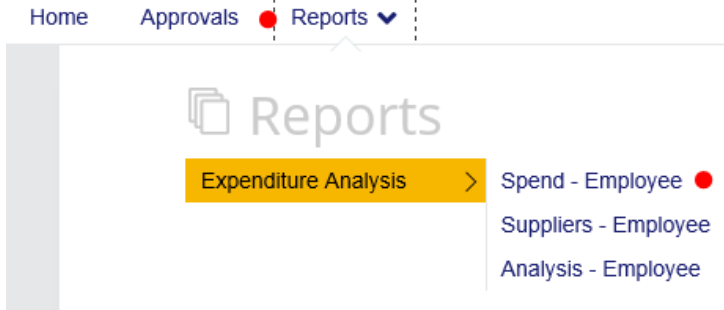 Home Approvals Reports
Reports
Expenditure Analysis Spend - Employee
Suppliers - Employee
Analysis - Employee